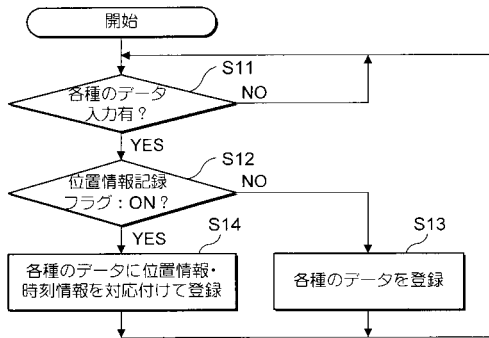 開始
S11
各種のデータ
入力有？
NO
YES
S12
位置情報記録
フラグ：ON？
NO
YES
S14
S13
各種のデータに位置情報・
時刻情報を対応付けて登録
各種のデータを登録